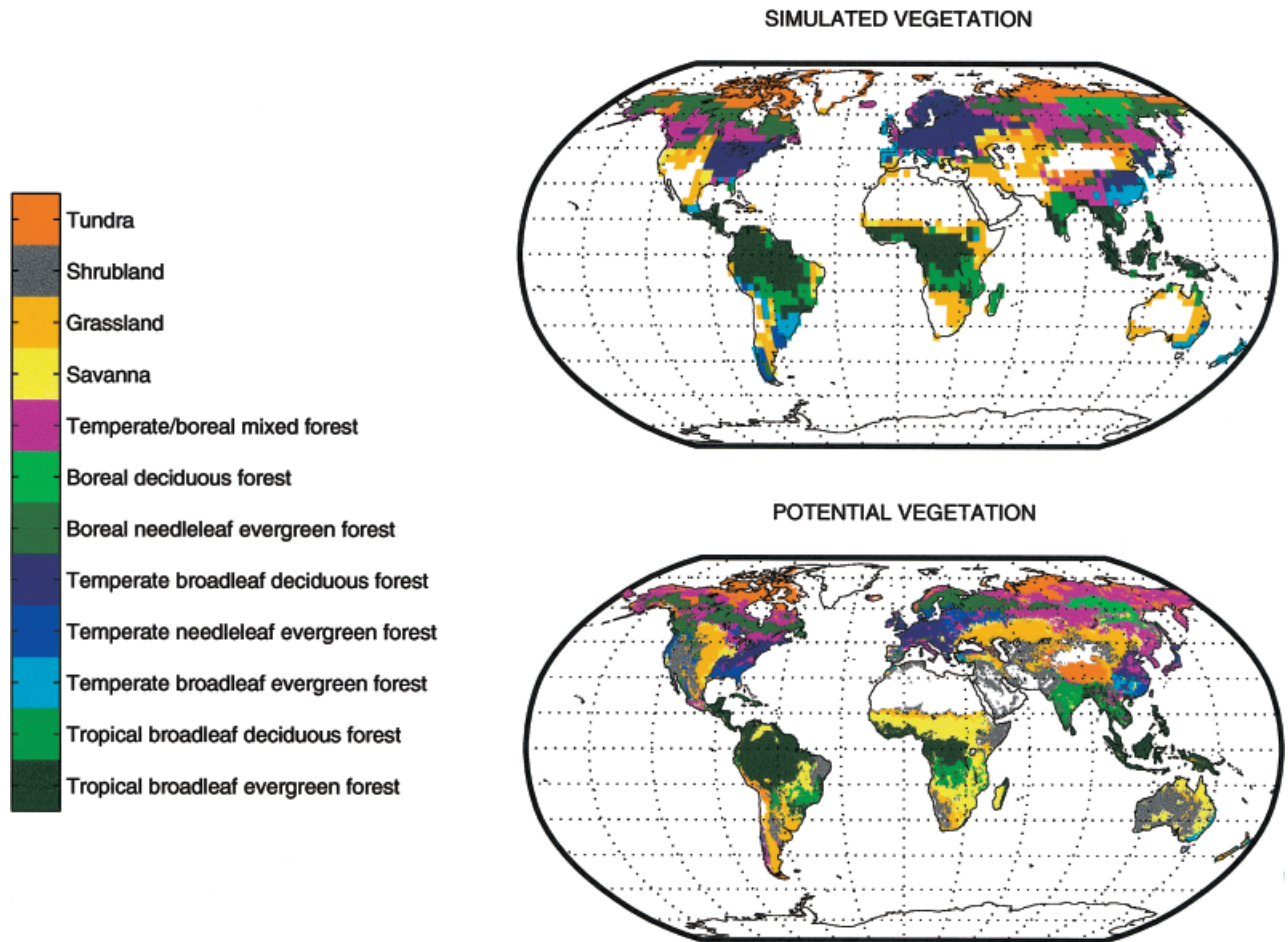 SIMULATED VEGETATION
Tundra
Shrubland
Grassland
Savanna
Temperate/boreal mixed forest
Boreal deciduous forest
Boreal needleleaf evergreen forest
Temperate broadleaf deciduous forest
Temperate needleleaf evergreen forest
Temperate broadleaf evergreen forest
Tropical broadleaf deciduous forest
Tropical broadleaf evergreen forest
POTENTIAL VEGETATION